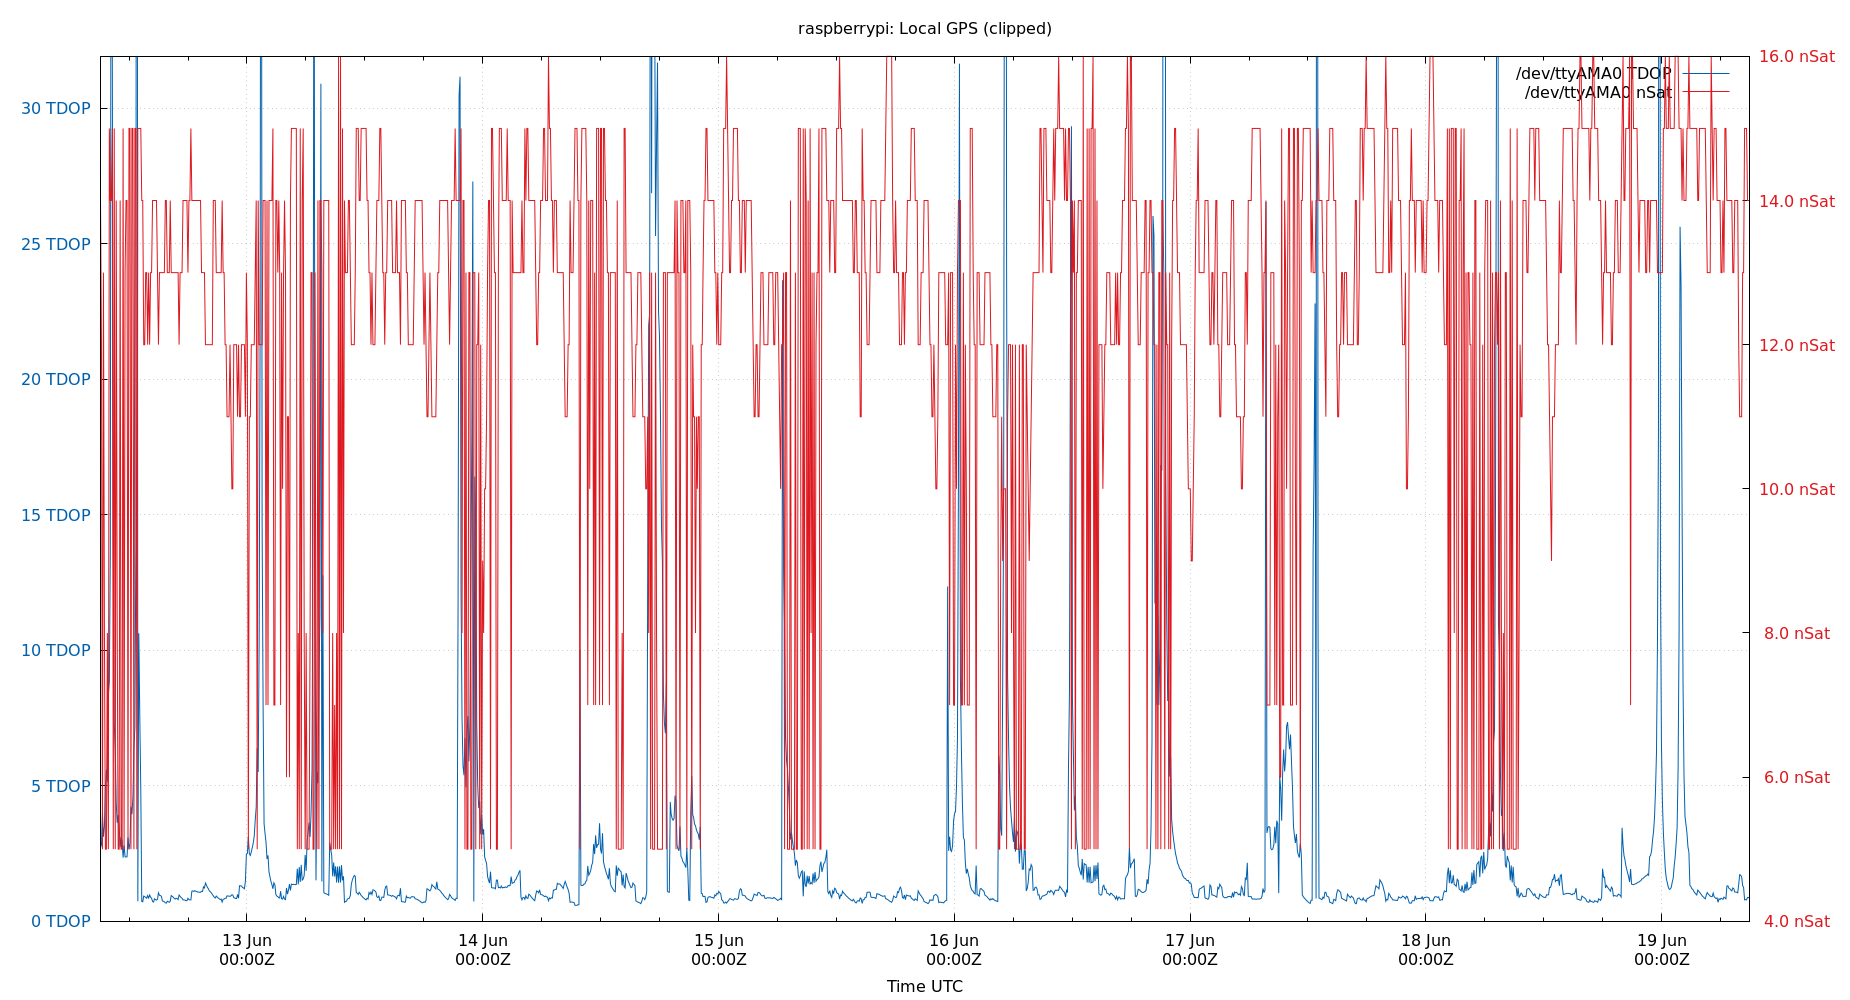 raspberrypi: Local GPS (clipped)
/dev/ttyAMA0 TDOP
/dev/ttyAMA0 nSat
30 TDOP
25 TDOP
20 TDOP
15 TDOP
10 TDOP
5 TDOP
0 TDOP
16.0 nSat
14.0 nSat
12.0 nSat
10.0 nSat
8.0 nSat
6.0 nSat
4.0 nSat
13 Jun
00:00Z
14 Jun
00:00Z
15 Jun
00:00Z
16 Jun
00:00Z
17 Jun
00:00Z
18 Jun
00:00Z
19 Jun
00:00Z
Time UTC